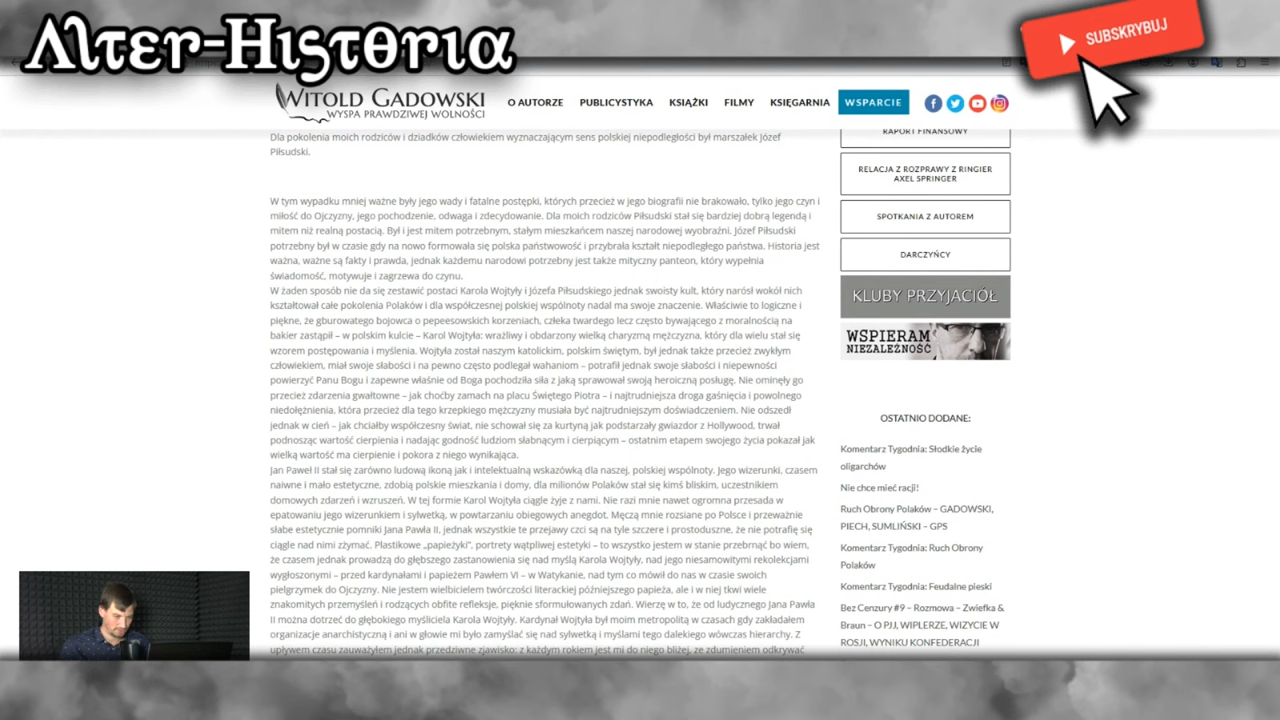 Alter-Historia
SUBSKRYBUJ
WITOLD GADOWSKI
WYSPA PRAWDZIWEJ WOLNOŚCI
O AUTORZE PUBLICYSTYKA KSIĄŻKI FILMY KSIĘGARNIA WSPARCIE
Dla pokolenia moich rodziców i dziadków człowiekiem wyznaczającym sens polskiej niepodległości był marszałek Józef
Piłsudski.
W tym wypadku mniej ważne były jego wady i fatalne postępki, których przecież w jego biografii nie brakowało, tylko jego czyn i
miłość do Ojczyzny, jego pochodzenie, odwaga i zdecydowanie. Dla moich rodziców Piłsudski stał się bardziej dobrą legendą i
mitem niż realną postacią. Był i jest mitem potrzebnym, stałym mieszkańcem naszej narodowej wyobraźni. Józef Piłsudski
potrzebny był w czasie gdy na nowo formowała się polska państwowość i przybrała kształt niepodległego państwa. Historia jest
ważna, ważne są fakty i prawda, jednak każdemu narodowi potrzebny jest także mityczny panteon, który wypełnia
świadomość, motywuje i zagrzewa do czynu.
W żaden sposób nie da się zestawić postaci Karola Wojtyły i Józefa Piłsudskiego jednak swoisty kult, który narósł wokół nich
kształtował całe pokolenia Polaków i dla współczesnej polskiej wspólnoty nadal ma swoje znaczenie. Właściwie to logiczne i
piękne, że gburowatego bojowca o pepeesowskich korzeniach, człeka twardego lecz często bywającego z moralnością na
bakier zastąpił – w polskim kulcie – Karol Wojtyła: wrażliwy i obdarzony wielką charyzmą mężczyzna, który dla wielu stał się
wzorem postępowania i myślenia. Wojtyła został naszym katolickim, polskim świętym, był jednak także przecież zwykłym
człowiekiem, miał swoje słabości i na pewno często podlegał wahaniom – potrafił jednak swoje słabości i niepewności
powierzyć Panu Bogu i zapewne właśnie od Boga pochodziła siła z jaką sprawował swoją heroiczną posługę. Nie ominęły go
przecież zdarzenia gwałtowne – jak choćby zamach na placu Świętego Piotra – i najtrudniejsza droga gaśnięcia i powolnego
niedołężnienia, która przecież dla tego krzepkiego mężczyzny musiała być najtrudniejszym doświadczeniem. Nie odszedł
jednak w cień – jak chciałby współczesny świat, nie schował się za kurtyną jak podstarzały gwiazdor z Hollywood, trwał
podnosząc wartość cierpienia i nadając godność ludziom słabnącym i cierpiącym – ostatnim etapem swojego życia pokazał jak
wielką wartość ma cierpienie i pokora z niego wynikająca.
Jan Paweł II stał się zarówno ludową ikoną jak i intelektualną wskazówką dla naszej, polskiej wspólnoty. Jego wizerunki, czasem
naiwne i mało estetyczne, zdobią polskie mieszkania i domy, dla milionów Polaków stał się kimś bliskim, uczestnikiem
domowych zdarzeń i wzruszeń. W tej formie Karol Wojtyła ciągle żyje z nami. Nie razi mnie nawet ogromna przesada w
epatowaniu jego wizerunkiem i sylwetką, w powtarzaniu obiegowych anegdot. Męczą mnie rozsiane po Polsce i przeważnie
słabe estetycznie pomniki Jana Pawła II, jednak wszystkie te przejawy czci są na tyle szczere i prostoduszne, że nie potrafię się
ciągle nad nimi zżymać. Plastikowe „papieżyki”, portrety wątpliwej estetyki – to wszystko jestem w stanie przebrnąć bo wiem,
że czasem jednak prowadzą do głębszego zastanowienia się nad myślą Karola Wojtyły, nad jego niesamowitymi rekolekcjami
wygłoszonymi – przed kardynałami i papieżem Pawłem VI – w Watykanie, nad tym co mówił do nas w czasie swoich
pielgrzymek do Ojczyzny. Nie jestem wielbicielem twórczości literackiej późniejszego papieża, ale i w niej tkwi wiele
znakomitych przemyśleń i rodzących obfite refleksje, pięknie sformułowanych zdań. Wierzę w to, że od ludycznego Jana Pawła
II można dotrzeć do głębokiego myśliciela Karola Wojtyły. Kardynał Wojtyła był moim metropolitą w czasach gdy zakładałem
organizacje anarchistyczną i ani w głowie mi było zamyślać się nad sylwetką i myślami tego dalekiego wówczas hierarchy. Z
upływem czasu zauważyłem jednak przedziwne zjawisko: z każdym rokiem jest mi do niego bliżej, ze zdumieniem odkrywać
RAPORT FINANSOWY
RELACJA Z ROZPRAWY Z RINGIER
AXEL SPRINGER
SPOTKANIA Z AUTOREM
DARCZYŃCY
KLUBY PRZYJACIÓŁ
WSPIERAM
NIEZALEŻNOŚĆ
OSTATNIO DODANE:
Komentarz Tygodnia: Słodkie życie
oligarchów
Nie chce mieć racji!
Ruch Obrony Polaków – GADOWSKI,
PIECH, SUMLIŃSKI – GPS
Komentarz Tygodnia: Ruch Obrony
Polaków
Komentarz Tygodnia: Feudalne pieski
Bez Cenzury #9 – Rozmowa – Zwiefka &
Braun – O PJJ, WIPLERZE, WIZYCIE W
ROSJI, WYNIKU KONFEDERACJI